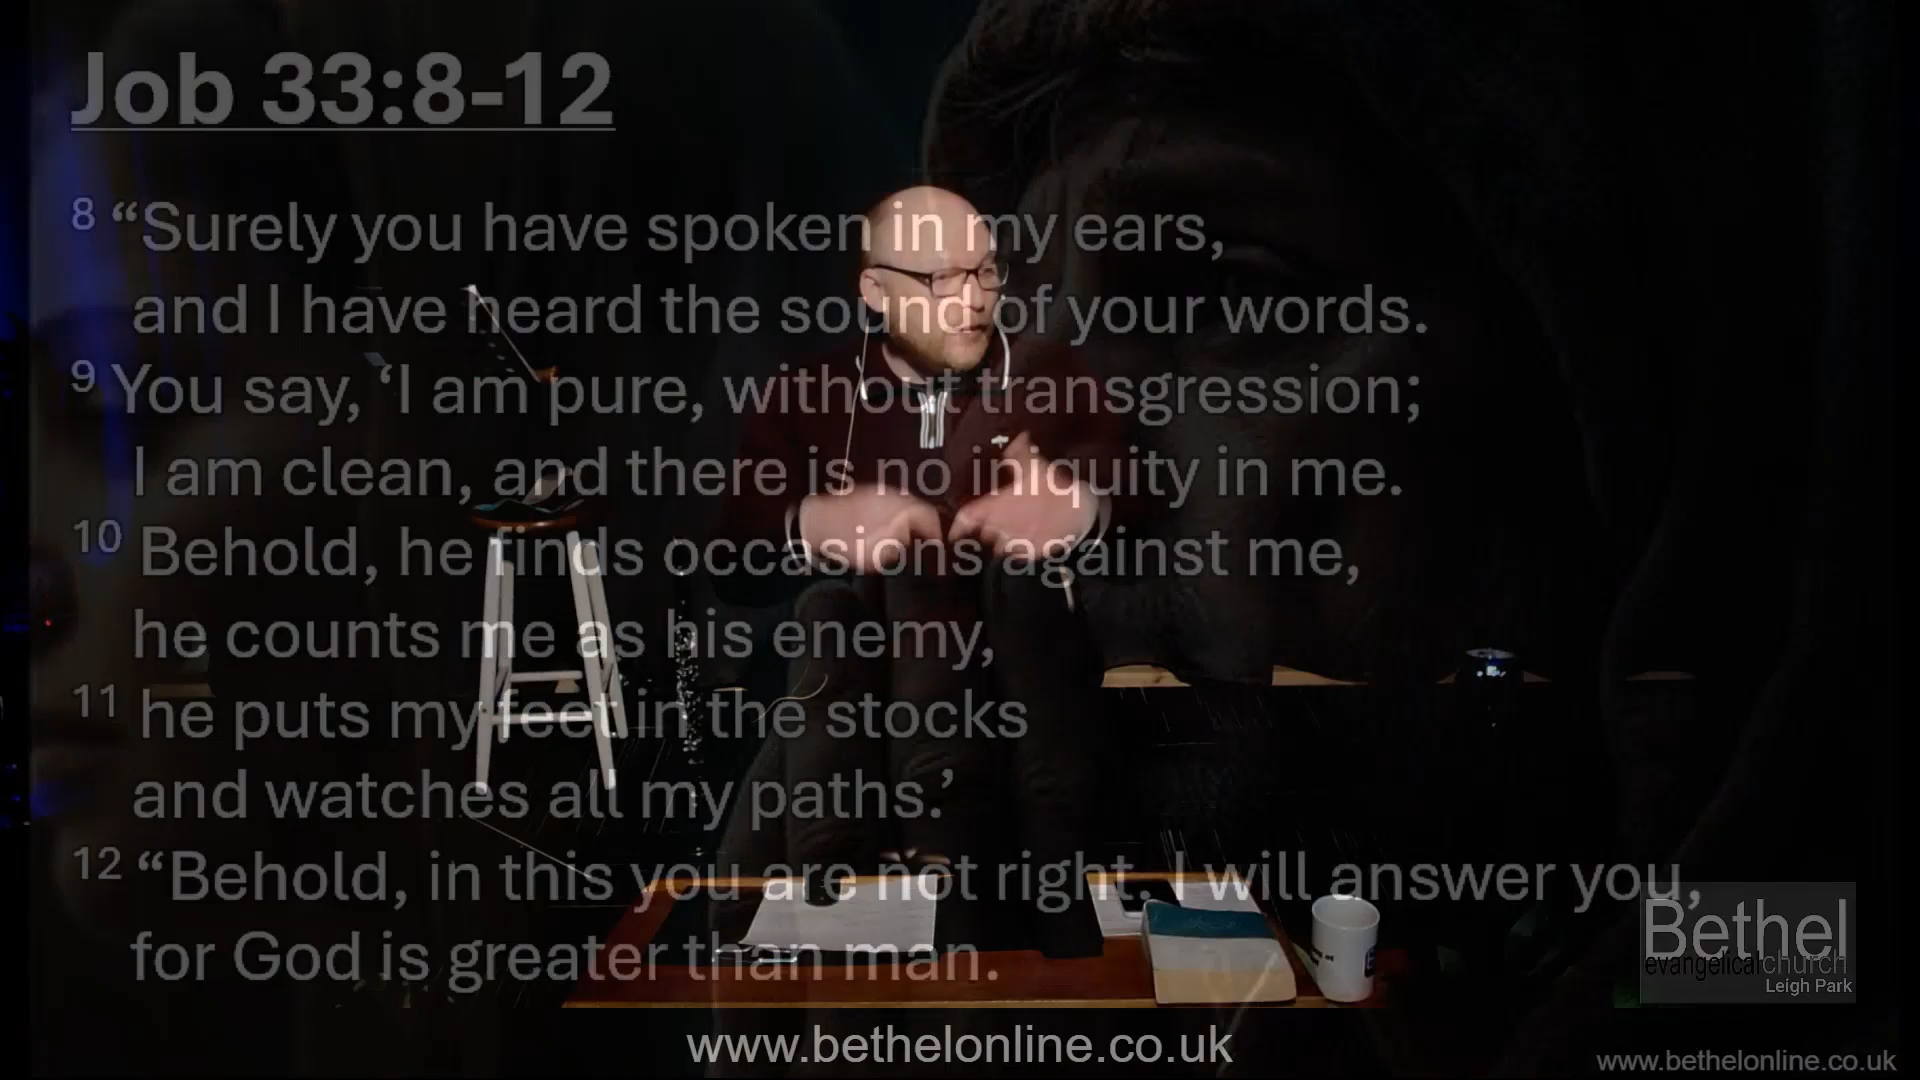 Job 33:8-12
8 “Surely you have spoken in my ears,
and I have heard the sound of your words.
9 You say, ‘I am pure, without transgression;
I am clean, and there is no iniquity in me.
10 Behold, he finds occasions against me,
he counts me as his enemy,
11 he puts my feet in the stocks
and watches all my paths.’
12 “Behold, in this you are not right. I will answer you,
for God is greater than man.
Bethel
evangelicalchurch
Leigh Park
www.bethelonline.co.uk
www.bethelonline.co.uk